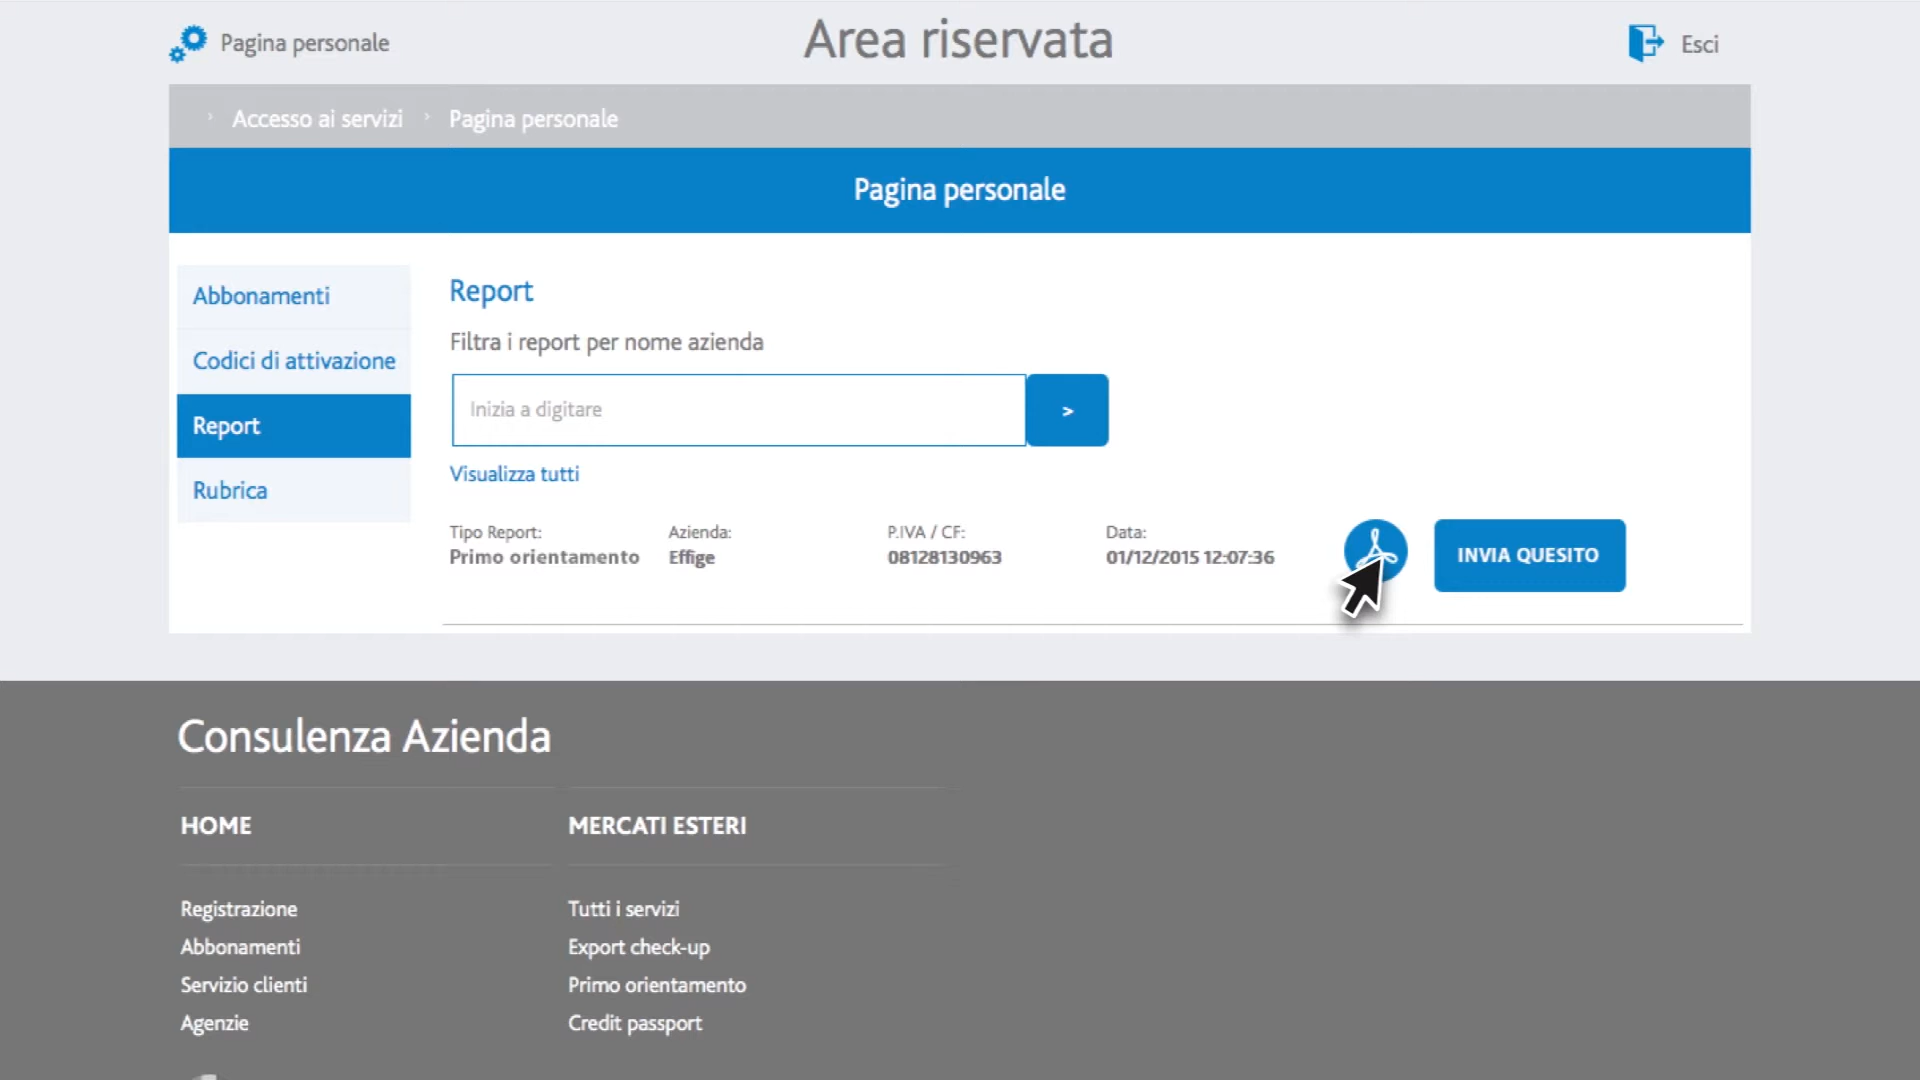 Pagina personale
Area riservata
Esci
Accesso ai servizi
Pagina personale
Pagina personale
Abbonamenti
Codici di attivazione
Report
Rubrica
Report
Filtra i report per nome azienda
Inizia a digitare
>
Visualizza tutti
Tipo Report:
Primo orientamento
Azienda:
Effige
P.IVA / CF:
08128130963
Data:
01/12/2015 12:07:36
INVIA QUESITO
Consulenza Azienda
HOME
Registrazione
Abbonamenti
Servizio clienti
Agenzie
MERCATI ESTERI
Tutti i servizi
Export check-up
Primo orientamento
Credit passport